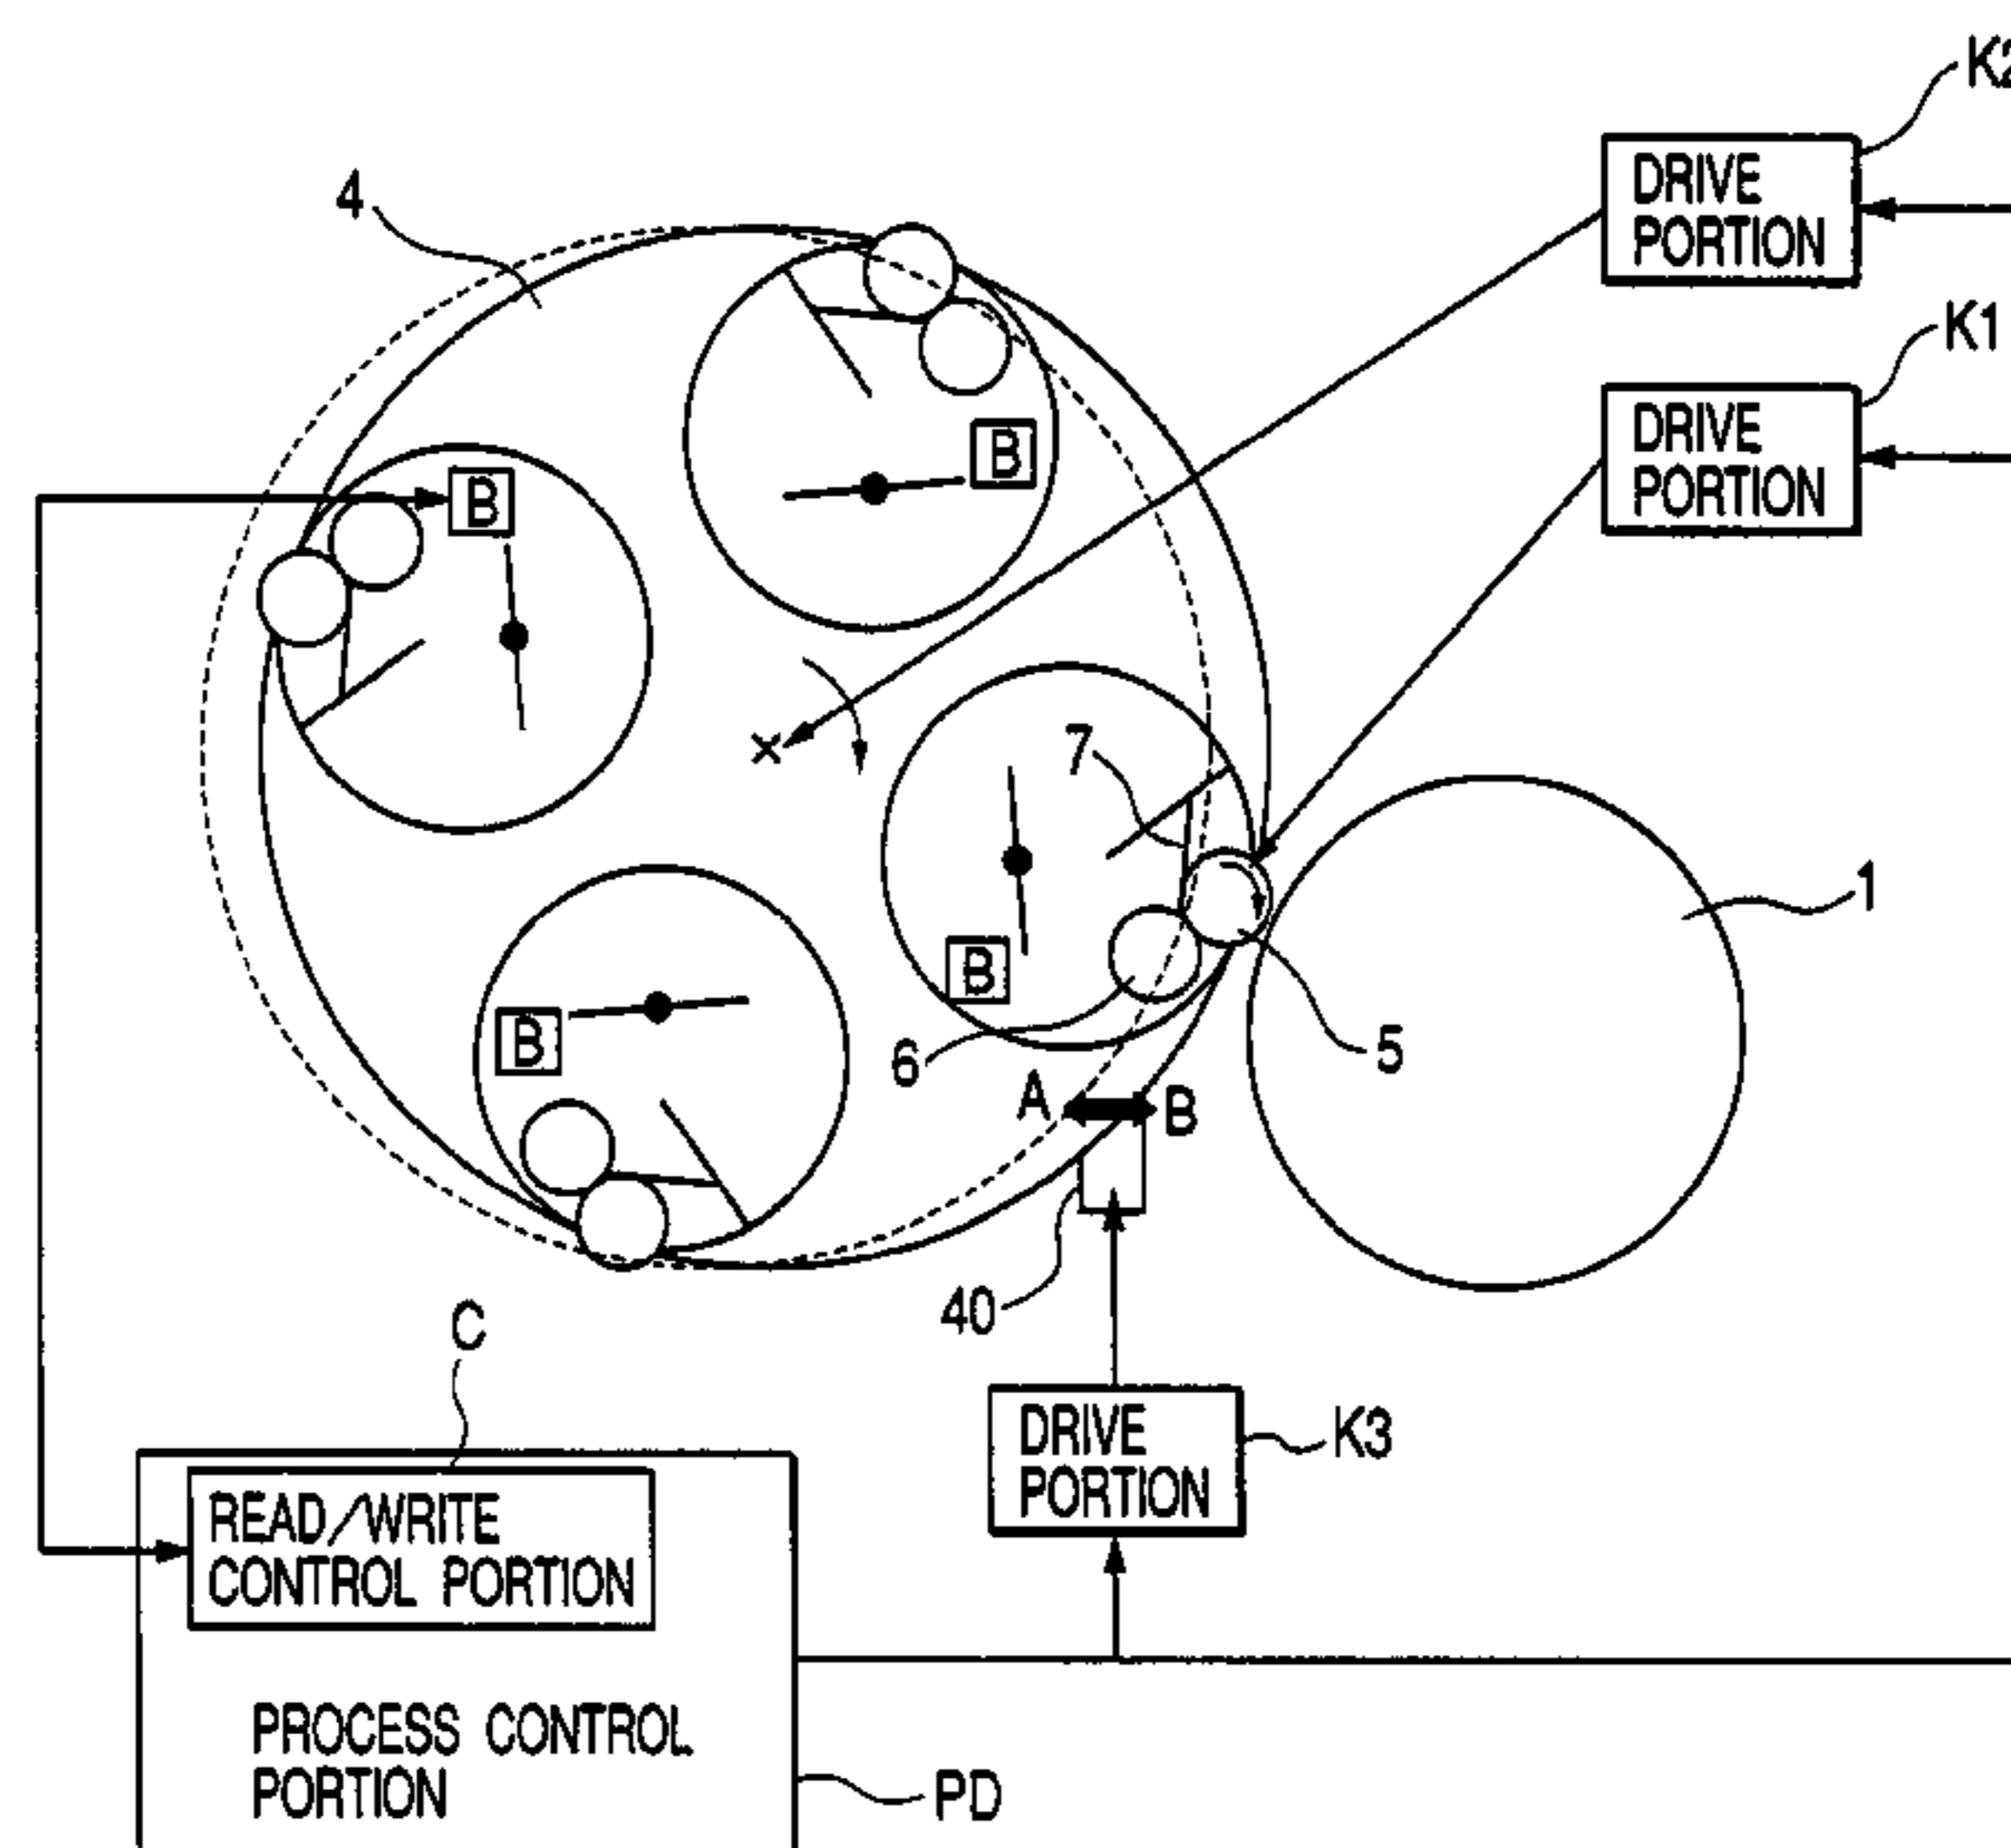 K2
DRIVE
PORTION
4
K1
DRIVE
PORTION
B
B
×
7
1
B
6
5
B
A
B
40
C
DRIVE
PORTION
K3
READ/WRITE
CONTROL PORTION
PROCESS CONTROL
PORTION
PD